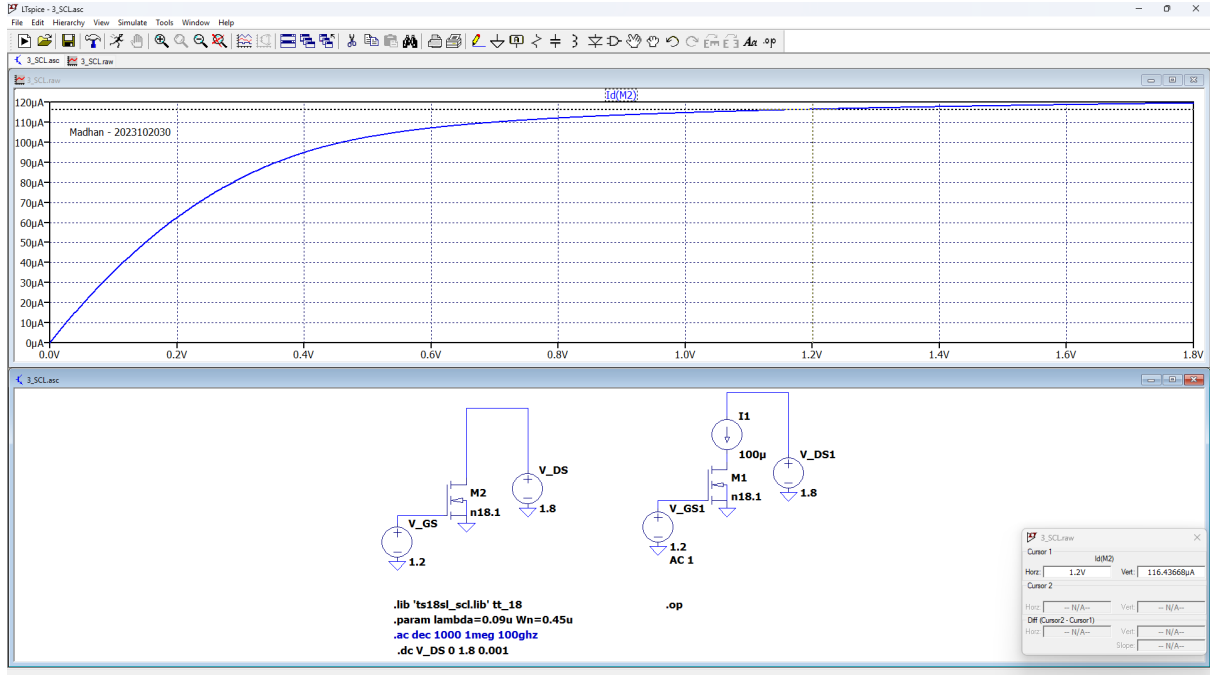 LTspice - 3_SCL.asc
File Edit Hierarchy View Simulate Tools Window Help
3_SCL.asc 3_SCL.raw
3_SCL.raw
Id(M2)
120µA
110µA
100µA
90µA
80µA
70µA
60µA
50µA
40µA
30µA
20µA
10µA
0µA
Madhan - 2023102030
0.0V 0.2V 0.4V 0.6V 0.8V 1.0V 1.2V 1.4V 1.6V 1.8V
3_SCL.asc
I1
100µ
V_DS1
1.8
M1
n18.1
V_GS1
1.2
AC 1
V_DS
1.8
M2
n18.1
V_GS
1.2
.lib 'ts18sl_scl.lib' tt_18
.param lambda=0.09u Wn=0.45u
.ac dec 1000 1meg 100ghz
.dc V_DS 0 1.8 0.001
.op
3_SCL.raw
Cursor 1
Id(M2)
Horz: 1.2V Vert: 116.43668µA
Cursor 2
Horz: -- N/A-- Vert: -- N/A--
Diff (Cursor2 - Cursor1)
Horz: -- N/A-- Vert: -- N/A--
Slope: -- N/A--